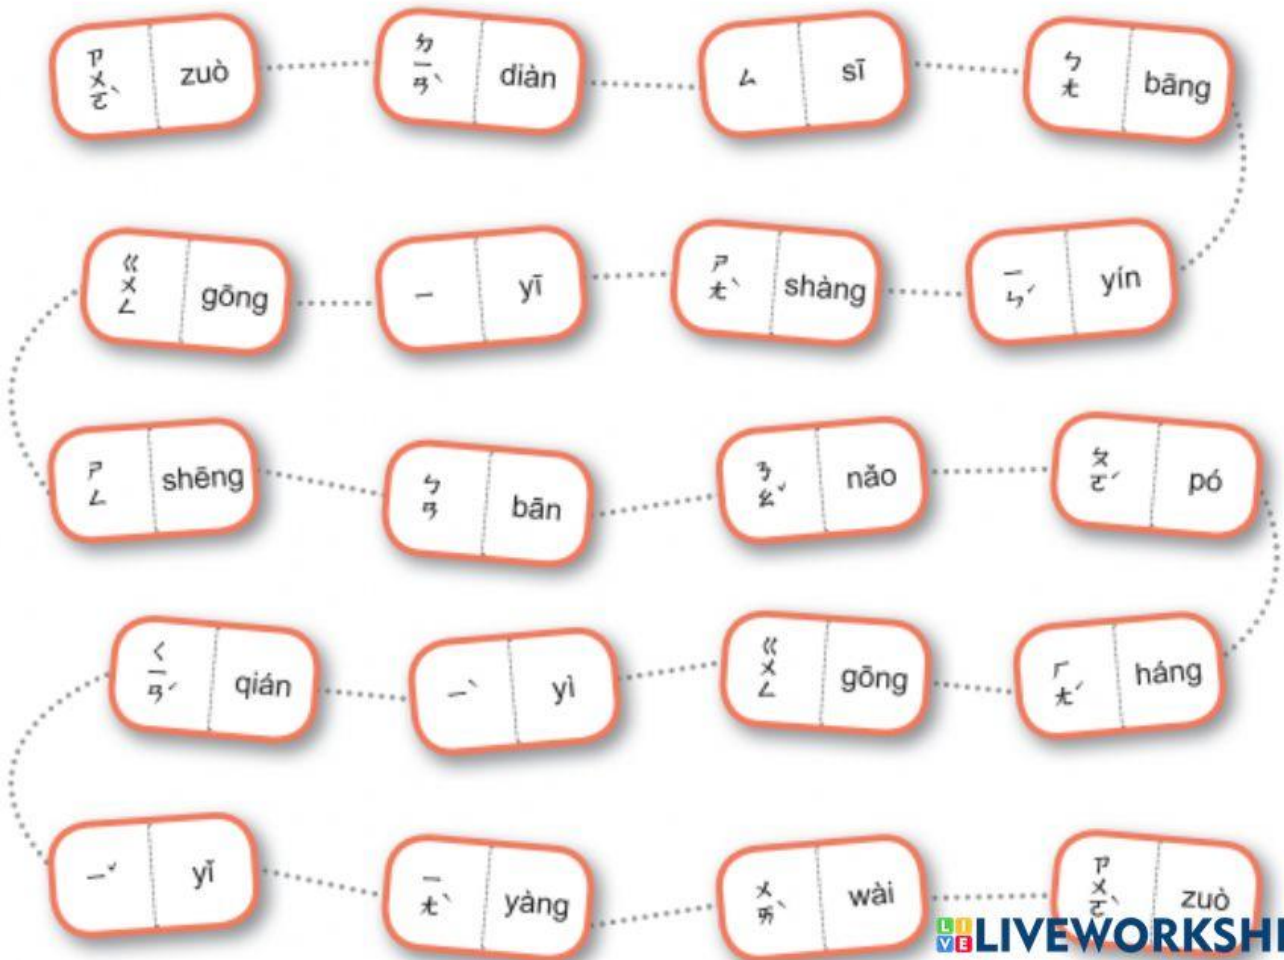 ㄗㄨㄛˋ zuò ㄉㄧㄢˋ diàn ㄙ sī ㄅㄤ bāng
ㄍㄨㄥ gōng ㄧ yī ㄕㄤˋ shàng ㄧㄣˊ yín
ㄕㄥ shēng ㄅㄢ bān ㄋㄠˇ nǎo ㄆㄛˊ pó
ㄑㄧㄢˊ qián ㄧˋ yì ㄍㄨㄥ gōng ㄏㄤˊ háng
ㄧˇ yǐ ㄧㄤˋ yàng ㄨㄞˋ wài ㄗㄨㄛˋ zuò
LIVE LIVEWORKSHE